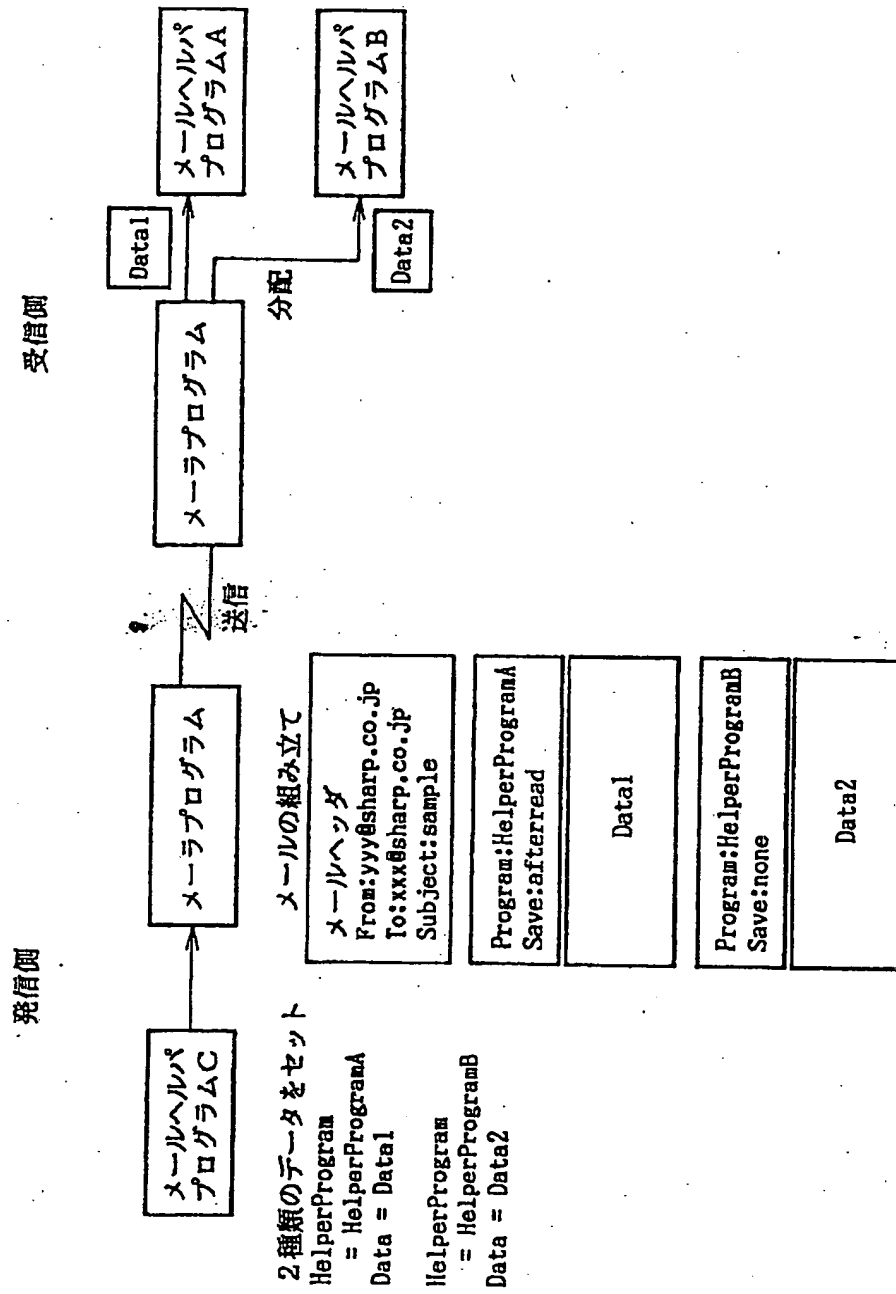 発信側
受信側
メールヘルパ
プログラムC
メーラプログラム
送信
メーラプログラム
分配
Data1
メールヘルパ
プログラムA
Data2
メールヘルパ
プログラムB
2種類のデータをセット
HelperProgram
= HelperProgramA
Data = Data1
HelperProgram
= HelperProgramB
Data = Data2
メールの組み立て
メールヘッダ
From:yyy@sharp.co.jp
To:xxx@sharp.co.jp
Subject:sample
Program:HelperProgramA
Save:afterread
Data1
Program:HelperProgramB
Save:none
Data2